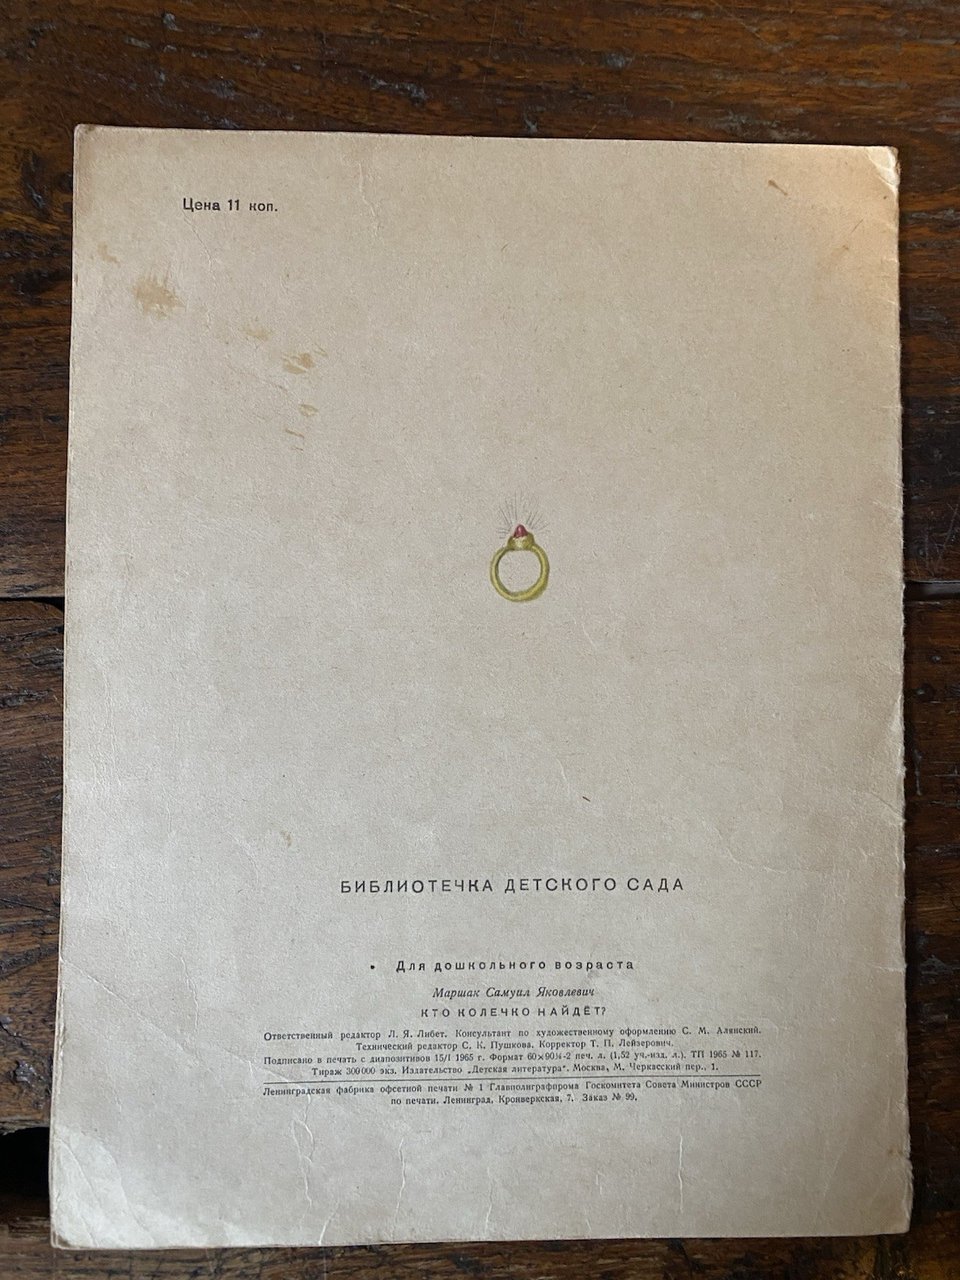 Цена 11 коп.
БИБЛИОТЕЧКА ДЕТСКОГО САДА
• Для дошкольного возраста
Маршак Самуил Яковлевич
КТО КОЛЕЧКО НАЙДЁТ?
Ответственный редактор Л. Я. Либет. Консультант по художественному оформлению С. М. Алянский.
Технический редактор С. К. Пушкова. Корректор Т. П. Лейзерович.
Подписано в печать с диапозитивов 15/I 1965 г. Формат 60×90⅛-2 печ. л. (1,52 уч.-изд. л.). ТП 1965 № 117.
Тираж 300000 экз. Издательство „Детская литература". Москва, М. Черкасский пер., 1.
Ленинградская фабрика офсетной печати № 1 Главполиграфпрома Госкомитета Совета Министров СССР
по печати. Ленинград, Кронверкская, 7. Заказ № 99.